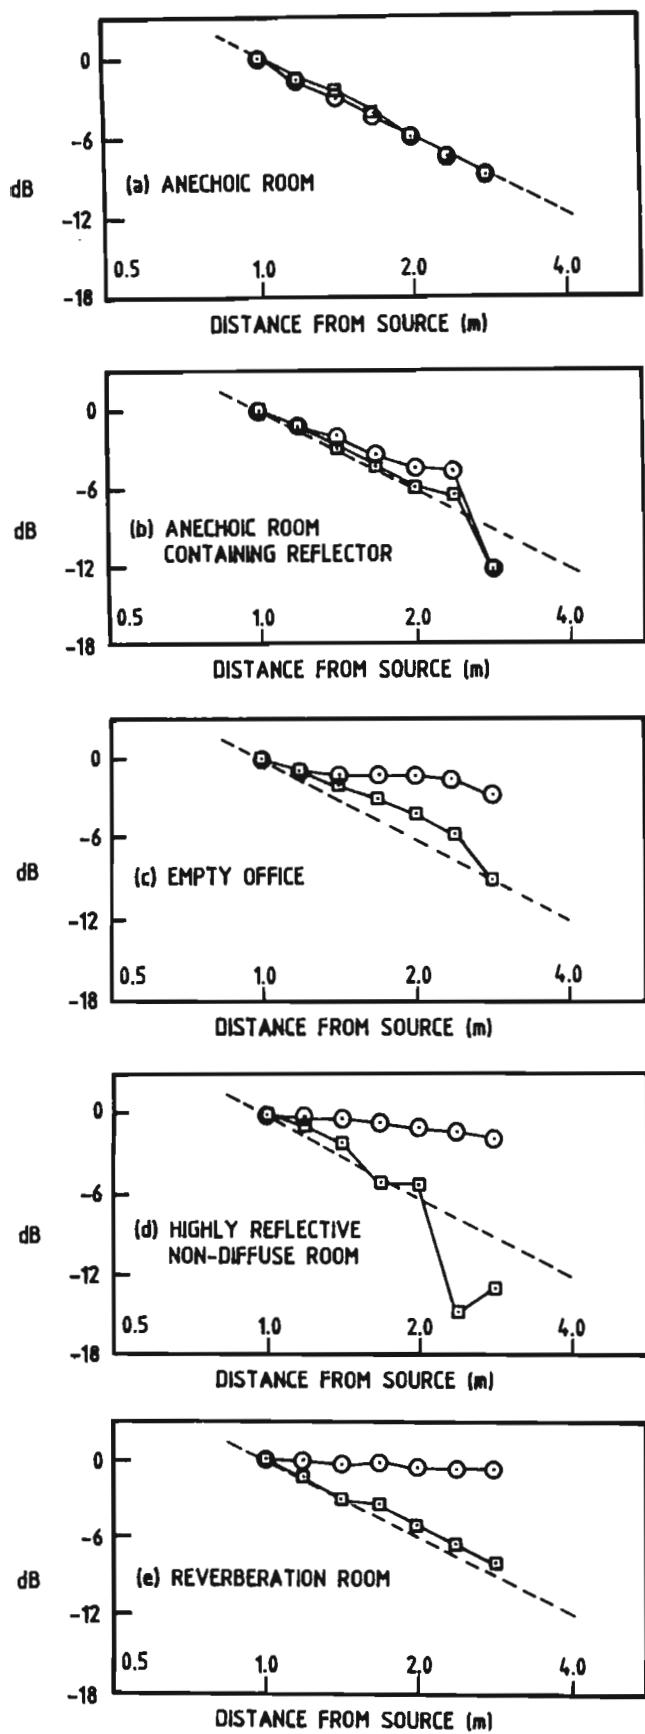 0
-6
dB
(a) ANECHOIC ROOM
-12
0.5 1.0 2.0 4.0
-18
DISTANCE FROM SOURCE (m)
0
-6
dB
(b) ANECHOIC ROOM
CONTAINING REFLECTOR
-12
0.5 1.0 2.0 4.0
-18
DISTANCE FROM SOURCE (m)
0
-6
dB
(c) EMPTY OFFICE
-12
0.5 1.0 2.0 4.0
-18
DISTANCE FROM SOURCE (m)
0
-6
dB
(d) HIGHLY REFLECTIVE
NON-DIFFUSE ROOM
-12
0.5 1.0 2.0 4.0
-18
DISTANCE FROM SOURCE (m)
0
-6
dB
(e) REVERBERATION ROOM
-12
0.5 1.0 2.0 4.0
-18
DISTANCE FROM SOURCE (m)